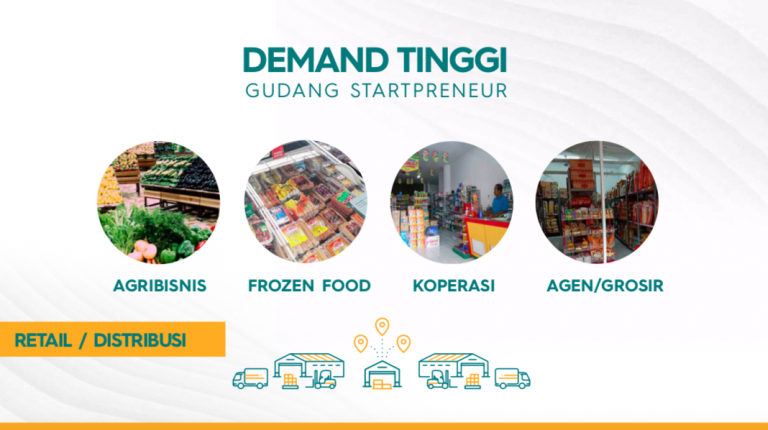 DEMAND TINGGI
GUDANG STARTPRENEUR
AGRIBISNIS
FROZEN FOOD
KOPERASI
AGEN/GROSIR
RETAIL / DISTRIBUSI